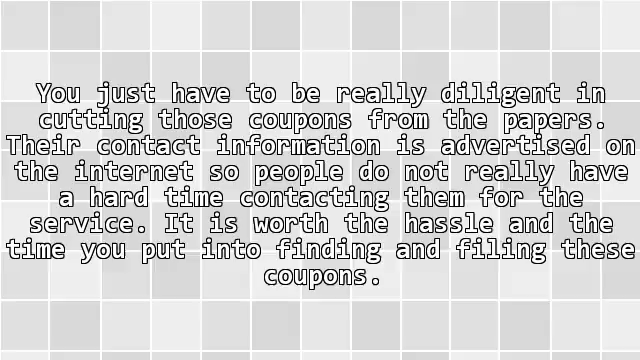 You just have to be really diligent in
cutting those coupons from the papers.
Their contact information is advertised on
the internet so people do not really have
a hard time contacting them for the
service. It is worth the hassle and the
time you put into finding and filing these
coupons.